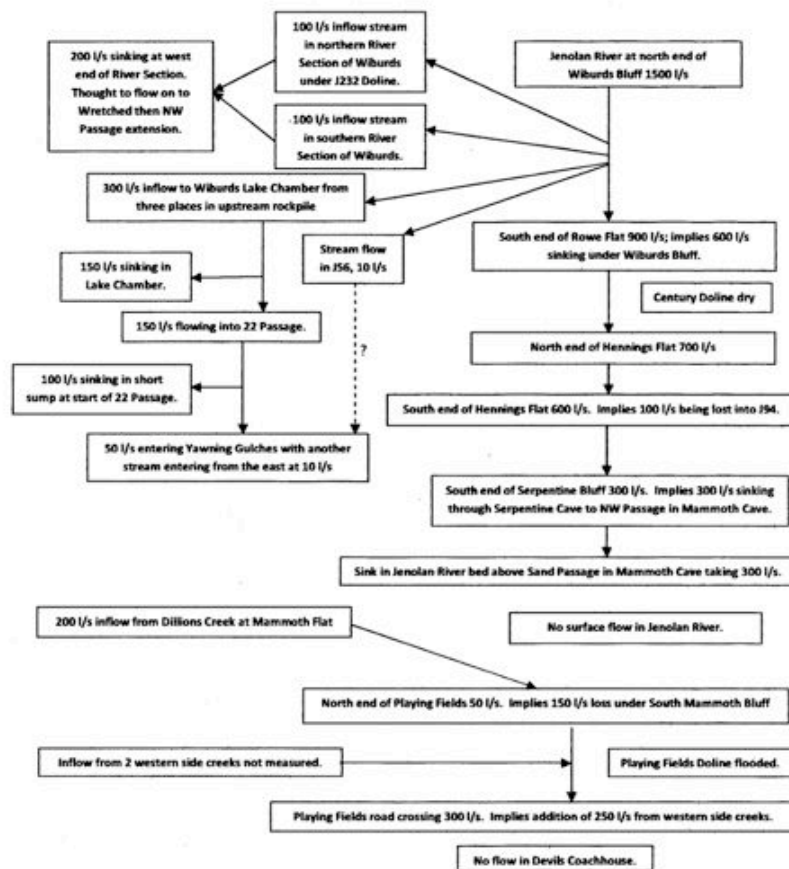 100 l/s inflow stream
in northern River
Section of Wiburds
under J232 Doline.
200 l/s sinking at west
end of River Section.
Thought to flow on to
Wretched then NW
Passage extension.
Jenolan River at north end of
Wiburds Bluff 1500 l/s
100 l/s inflow stream
in southern River
Section of Wiburds.
300 l/s inflow to Wiburds Lake Chamber from
three places in upstream rockpile
Stream flow
in J56, 10 l/s
South end of Rowe Flat 900 l/s; implies 600 l/s
sinking under Wiburds Bluff.
150 l/s sinking in
Lake Chamber.
Century Doline dry
150 l/s flowing into 22 Passage.
?
North end of Hennings Flat 700 l/s
100 l/s sinking in short
sump at start of 22 Passage.
South end of Hennings Flat 600 l/s. Implies 100 l/s being lost into J94.
50 l/s entering Yawning Gulches with another
stream entering from the east at 10 l/s
South end of Serpentine Bluff 300 l/s. Implies 300 l/s sinking
through Serpentine Cave to NW Passage in Mammoth Cave.
Sink in Jenolan River bed above Sand Passage in Mammoth Cave taking 300 l/s.
200 l/s inflow from Dillions Creek at Mammoth Flat
No surface flow in Jenolan River.
North end of Playing Fields 50 l/s. Implies 150 l/s loss under South Mammoth Bluff
Inflow from 2 western side creeks not measured.
Playing Fields Doline flooded.
Playing Fields road crossing 300 l/s. Implies addition of 250 l/s from western side creeks.
No flow in Devils Coachhouse.